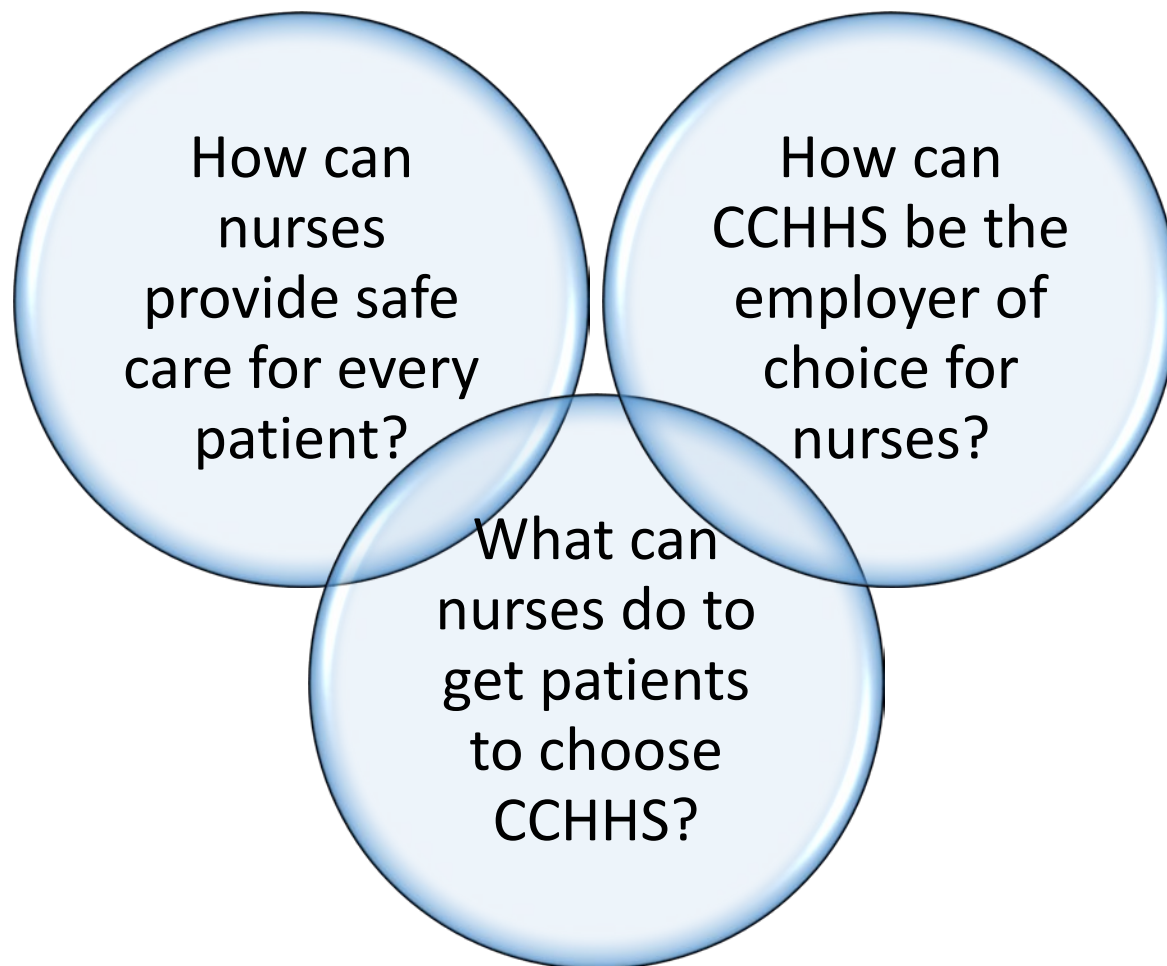 How can
nurses
provide safe
care for every
patient?
How can
CCHHS be the
employer of
choice for
nurses?
What can
nurses do to
get patients
to choose
CCHHS?